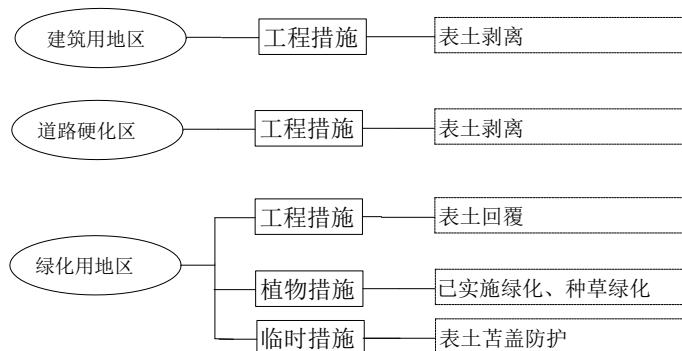 建筑用地区 工程措施 表土剥离
道路硬化区 工程措施 表土剥离
工程措施 表土回覆
绿化用地区
植物措施 已实施绿化、种草绿化
临时措施 表土苫盖防护